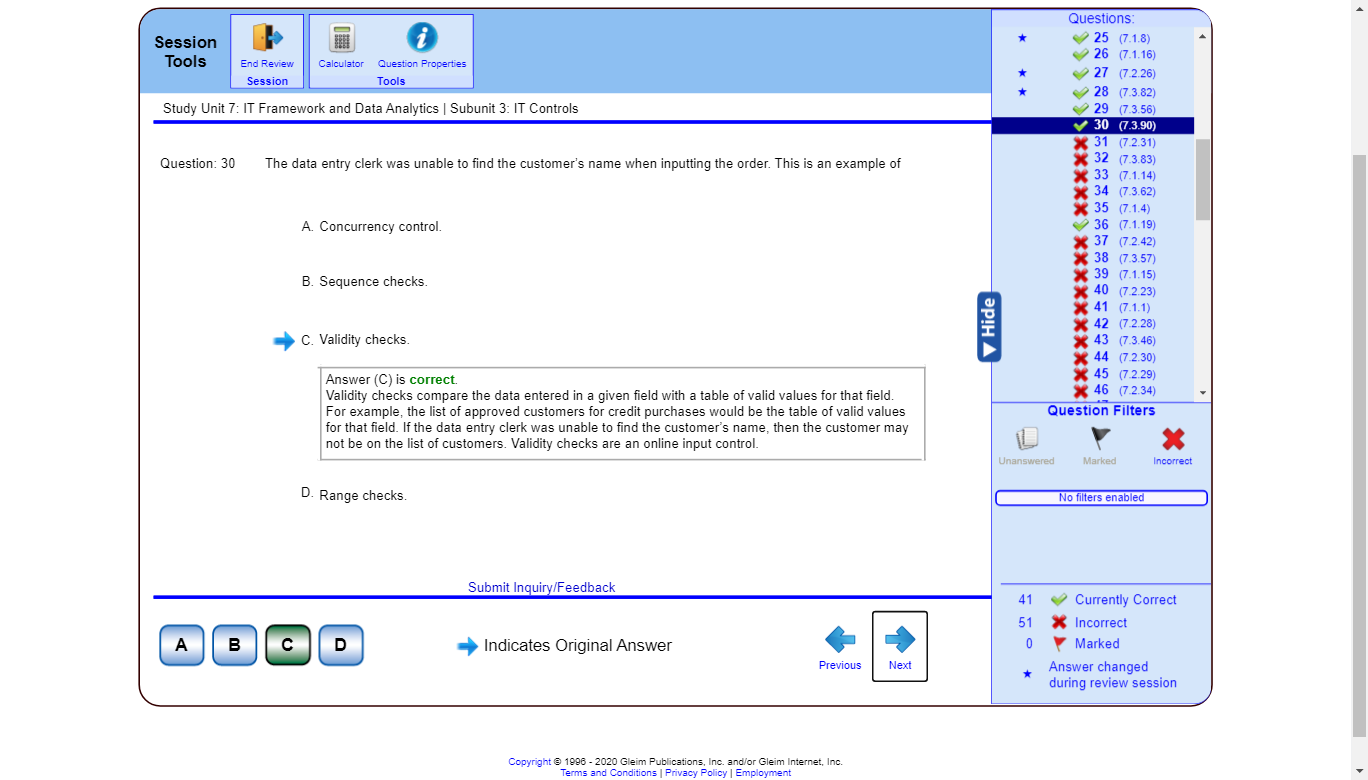 Session Tools
End Review
Session
Calculator
Question Properties
Tools
Study Unit 7: IT Framework and Data Analytics | Subunit 3: IT Controls
Question: 30
The data entry clerk was unable to find the customer's name when inputting the order. This is an example of
A. Concurrency control.
B. Sequence checks.
C. Validity checks.
Answer (C) is correct.
Validity checks compare the data entered in a given field with a table of valid values for that field.
For example, the list of approved customers for credit purchases would be the table of valid values
for that field. If the data entry clerk was unable to find the customer's name, then the customer may
not be on the list of customers. Validity checks are an online input control.
D. Range checks.
Submit Inquiry/Feedback
A B C D
Indicates Original Answer
Previous
Next
Questions:
25 (7.1.8)
26 (7.1.16)
27 (7.2.26)
28 (7.3.82)
29 (7.3.56)
30 (7.3.90)
31 (7.2.31)
32 (7.3.83)
33 (7.1.14)
34 (7.3.62)
35 (7.1.4)
36 (7.1.19)
37 (7.2.42)
38 (7.3.57)
39 (7.1.15)
40 (7.2.23)
41 (7.1.1)
42 (7.2.28)
43 (7.3.46)
44 (7.2.30)
45 (7.2.29)
46 (7.2.34)
Hide
Question Filters
Unanswered
Marked
Incorrect
No filters enabled
41 Currently Correct
51 Incorrect
0 Marked
Answer changed
during review session
Copyright © 1996 - 2020 Gleim Publications, Inc. and/or Gleim Internet, Inc.
Terms and Conditions | Privacy Policy | Employment